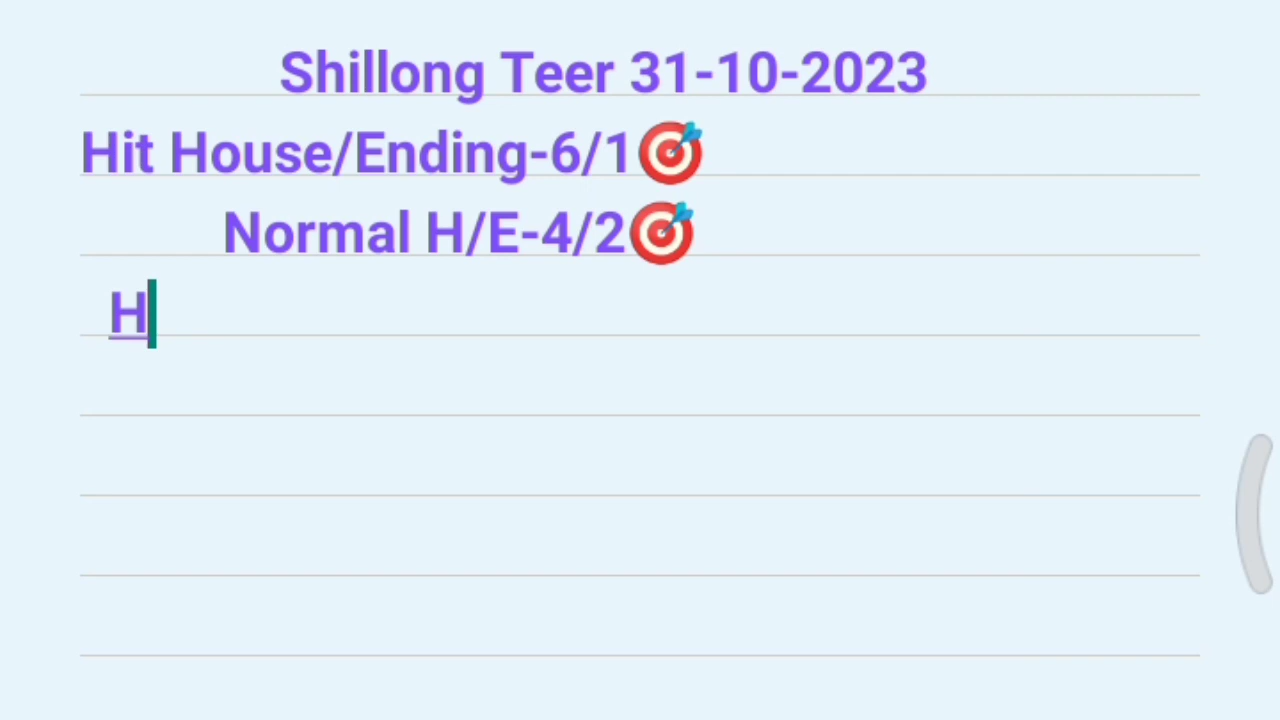 Shillong Teer 31-10-2023
Hit House/Ending-6/1🎯
Normal H/E-4/2🎯
H